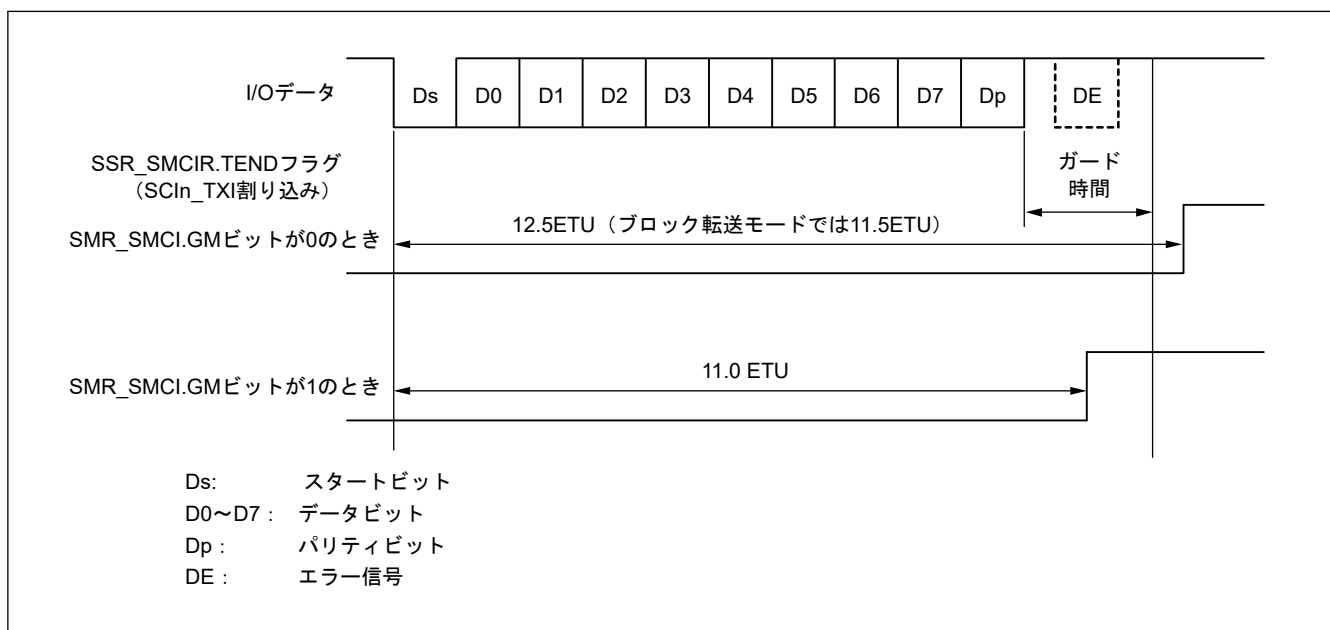 I/Oデータ
Ds D0 D1 D2 D3 D4 D5 D6 D7 Dp DE
SSR_SMCIR.TENDフラグ
（SCIn_TXI割り込み）
ガード
時間
12.5ETU（ブロック転送モードでは11.5ETU）
SMR_SMCI.GMビットが0のとき
11.0 ETU
SMR_SMCI.GMビットが1のとき
Ds: スタートビット
D0～D7： データビット
Dp： パリティビット
DE： エラー信号